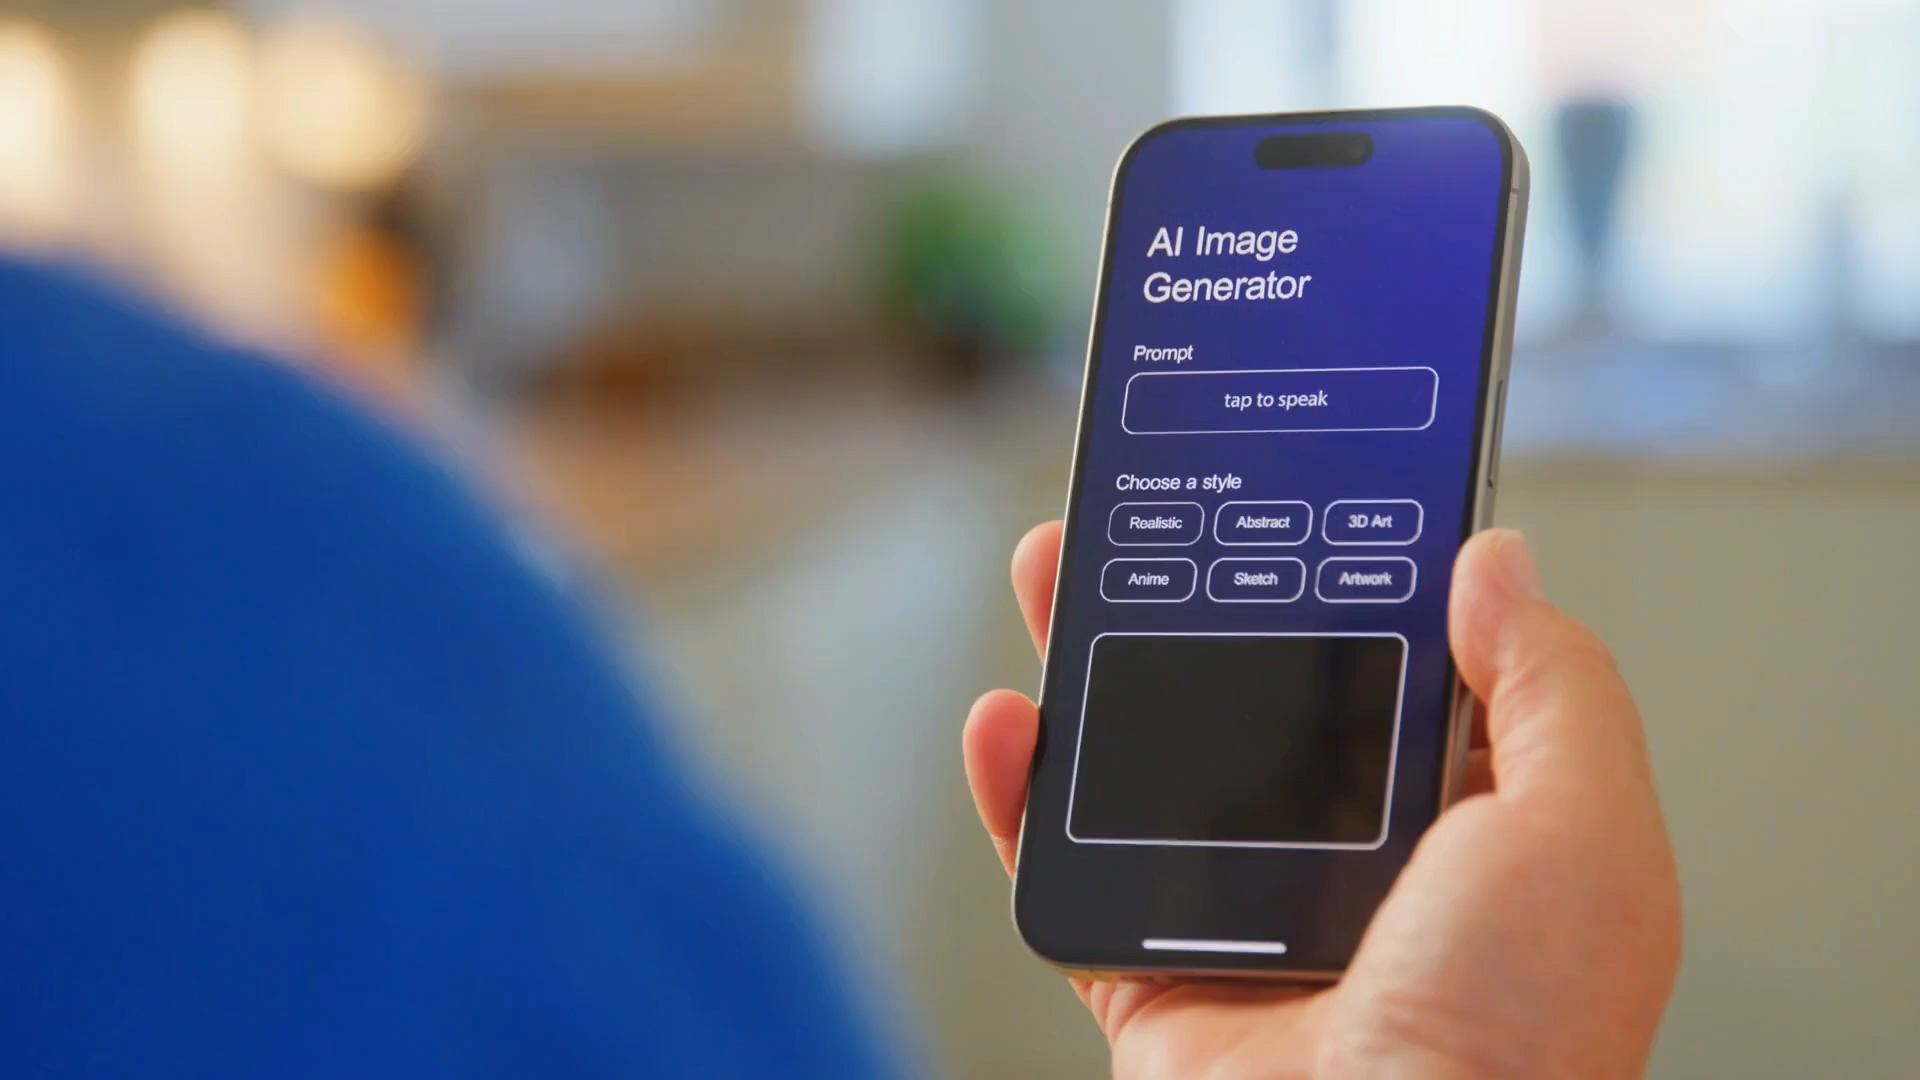 AI Image
Generator
Prompt
tap to speak
Choose a style
Realistic Abstract 3D Art
Anime Sketch Artwork